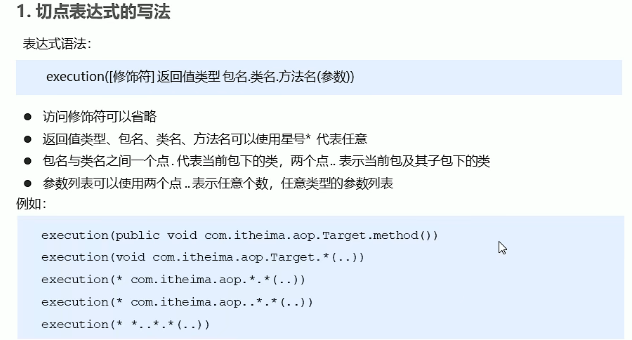 1. 切点表达式的写法
表达式语法：
execution([修饰符] 返回值类型 包名.类名.方法名(参数))
● 访问修饰符可以省略
● 返回值类型、包名、类名、方法名可以使用星号* 代表任意
● 包名与类名之间一个点 . 代表当前包下的类，两个点 .. 表示当前包及其子包下的类
● 参数列表可以使用两个点 .. 表示任意个数，任意类型的参数列表
例如：
execution(public void com.itheima.aop.Target.method())
execution(void com.itheima.aop.Target.*(..))
execution(* com.itheima.aop.*.*(..))
execution(* com.itheima.aop..*.*(..))
execution(* *..*.*(..))